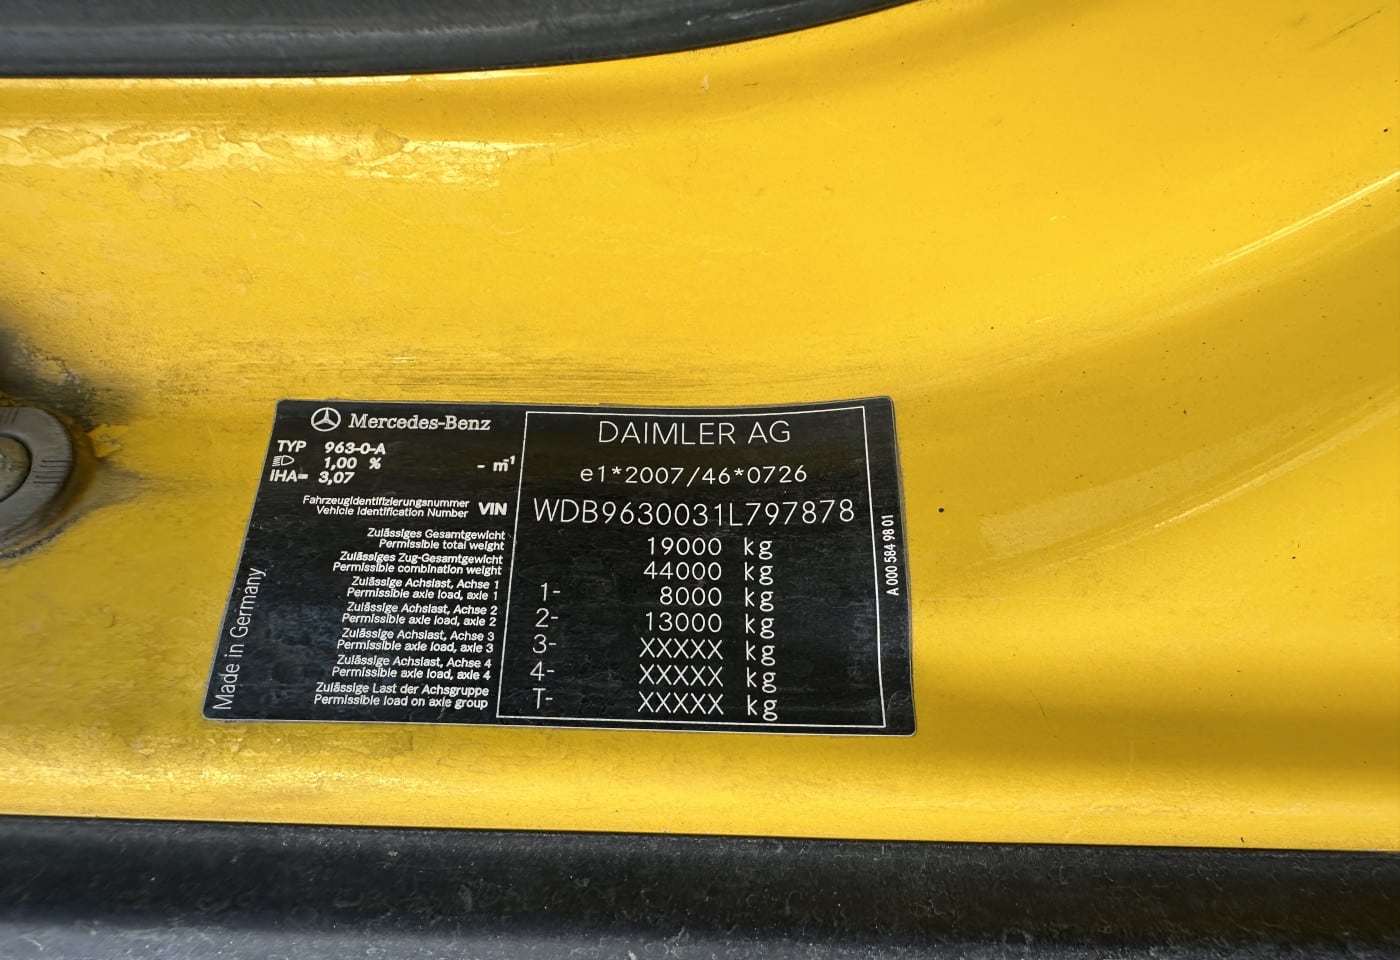 Mercedes-Benz
TYP 963-0-A
1,00 % - m⁻¹
IHA= 3,07
Fahrzeugidentifizierungsnummer
Vehicle Identification Number VIN
Zulässiges Gesamtgewicht
Permissible total weight
Zulässiges Zug-Gesamtgewicht
Permissible combination weight
Zulässige Achslast, Achse 1
Permissible axle load, axle 1
Zulässige Achslast, Achse 2
Permissible axle load, axle 2
Zulässige Achslast, Achse 3
Permissible axle load, axle 3
Zulässige Achslast, Achse 4
Permissible axle load, axle 4
Zulässige Last der Achsgruppe
Permissible load on axle group
Made in Germany
DAIMLER AG
e1*2007/46*0726
WDB9630031L797878
19000 kg
44000 kg
1- 8000 kg
2- 13000 kg
3- XXXXX kg
4- XXXXX kg
T- XXXXX kg
A 000 584 98 01